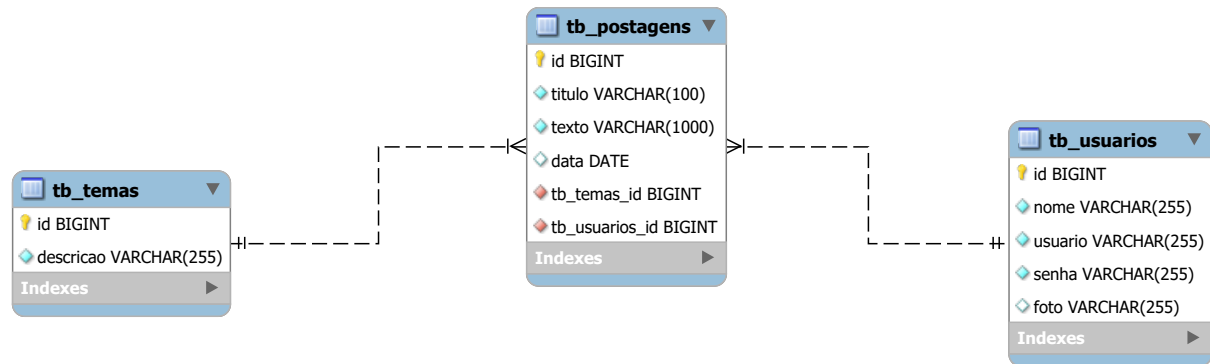 tb_postagens
id BIGINT
titulo VARCHAR(100)
texto VARCHAR(1000)
data DATE
tb_temas_id BIGINT
tb_usuarios_id BIGINT
Indexes
tb_temas
id BIGINT
descricao VARCHAR(255)
Indexes
tb_usuarios
id BIGINT
nome VARCHAR(255)
usuario VARCHAR(255)
senha VARCHAR(255)
foto VARCHAR(255)
Indexes